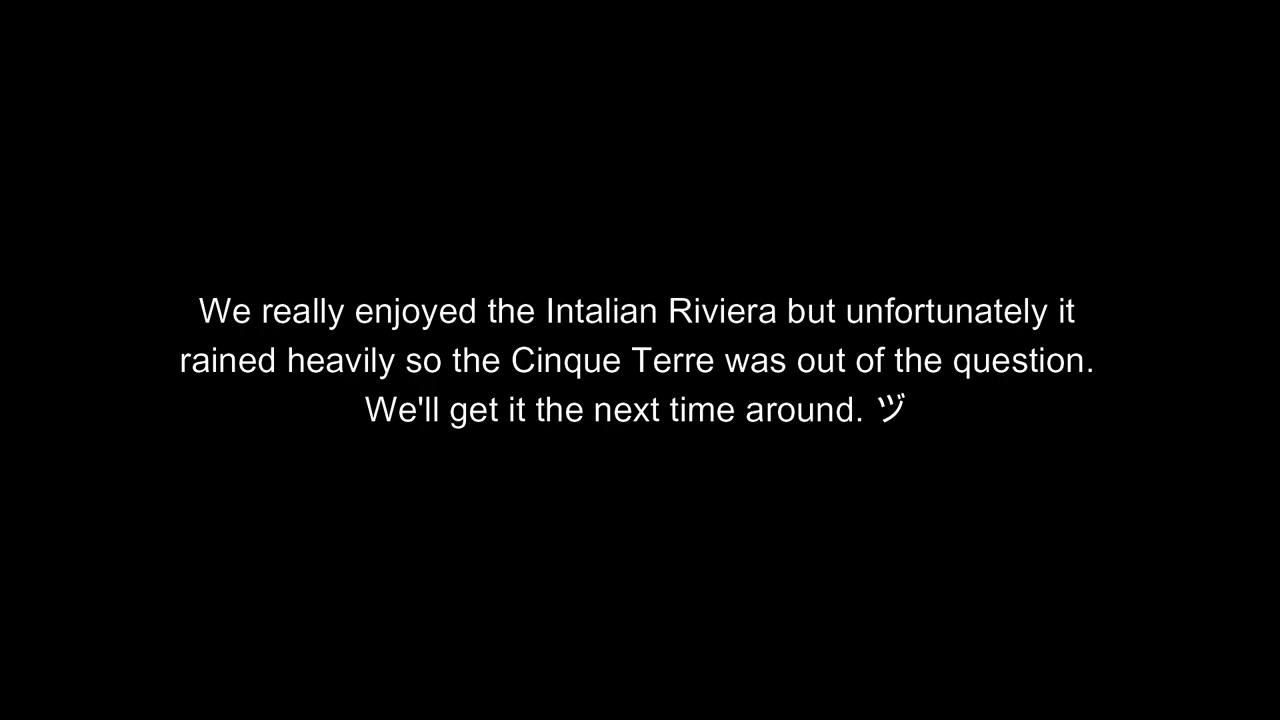 We really enjoyed the Intalian Riviera but unfortunately it
rained heavily so the Cinque Terre was out of the question.
We'll get it the next time around. ヅ